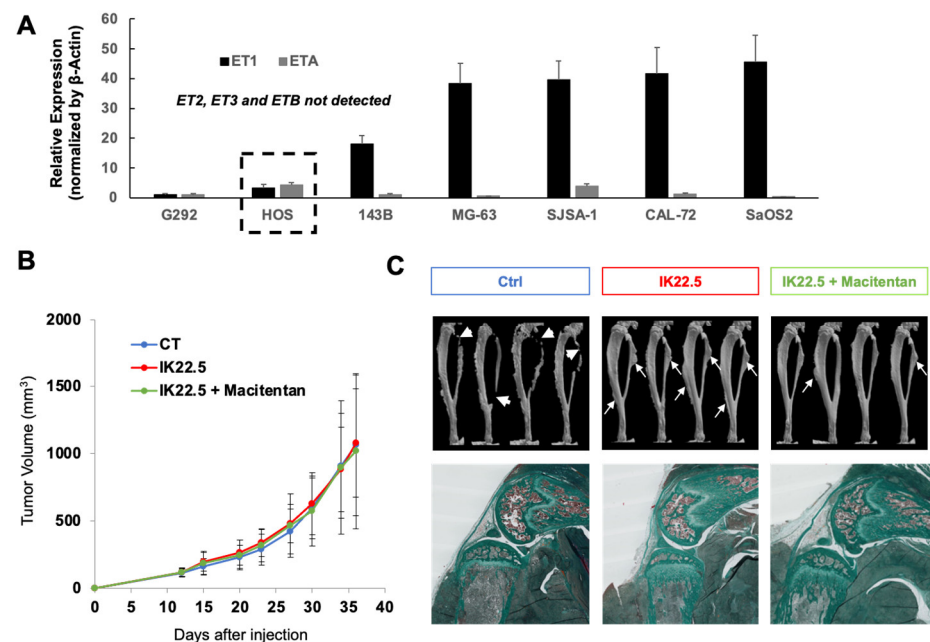 A
Relative Expression
(normalized by β-Actin)
60
50
40
30
20
10
0
ET1 ETA
ET2, ET3 and ETB not detected
G292 HOS 143B MG-63 SJSA-1 CAL-72 SaOS2
B
Tumor Volume (mm³)
2000
1500
1000
500
0
CT
IK22.5
IK22.5 + Macitentan
0 5 10 15 20 25 30 35 40
Days after injection
C
Ctrl IK22.5 IK22.5 + Macitentan